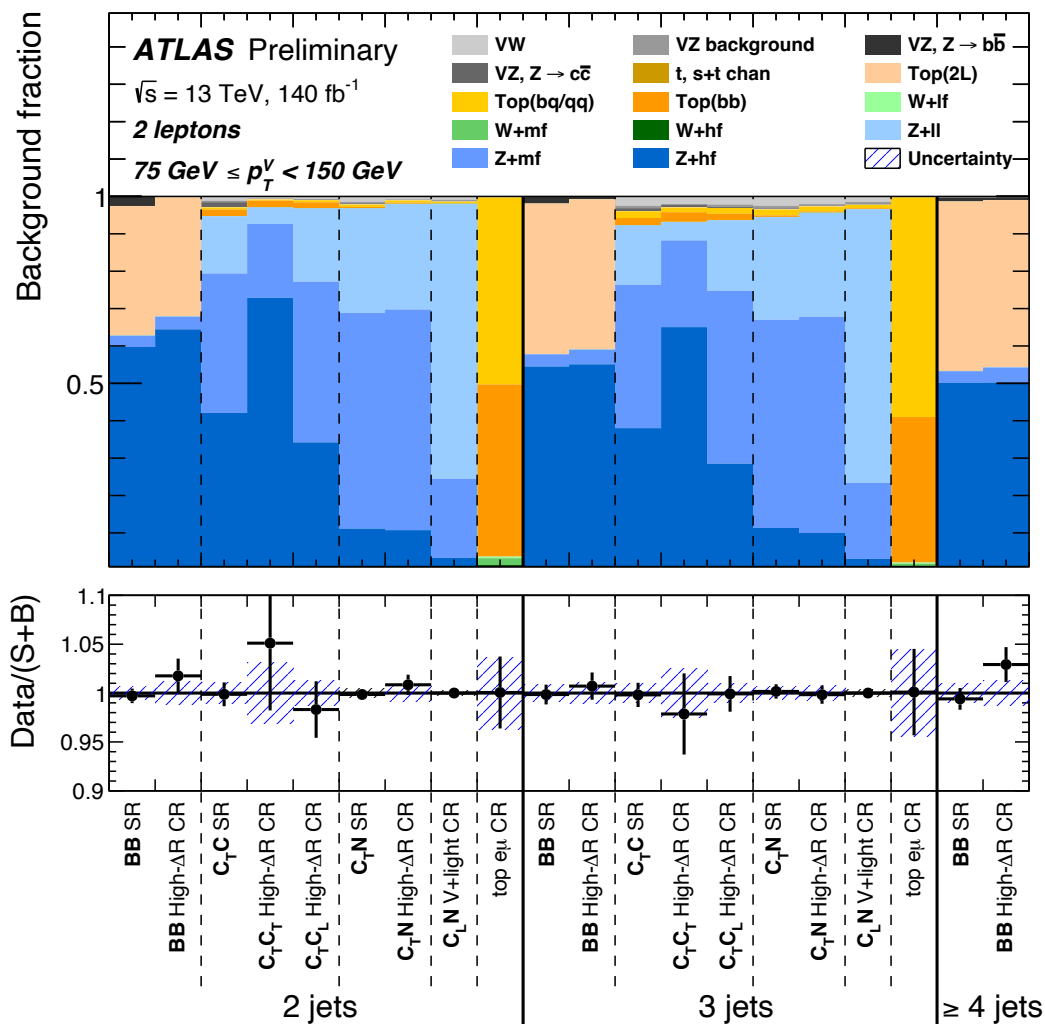 ATLAS Preliminary
√s = 13 TeV, 140 fb⁻¹
2 leptons
75 GeV ≤ p_T^V < 150 GeV
VW
VZ background
VZ, Z → bb̅
VZ, Z → cc̅
t, s+t chan
Top(2L)
Top(bq/qq)
Top(bb)
W+lf
W+mf
W+hf
Z+ll
Z+mf
Z+hf
Uncertainty
Background fraction
1
0.5
Data/(S+B)
1.1
1.05
1
0.95
0.9
BB SR
BB High-ΔR CR
C_TC SR
C_TC_T High-ΔR CR
C_TC_L High-ΔR CR
C_TN SR
C_TN High-ΔR CR
C_LN V+light CR
top eμ CR
BB SR
BB High-ΔR CR
C_TC SR
C_TC_T High-ΔR CR
C_TC_L High-ΔR CR
C_TN SR
C_TN High-ΔR CR
C_LN V+light CR
top eμ CR
BB SR
BB High-ΔR CR
2 jets
3 jets
≥ 4 jets